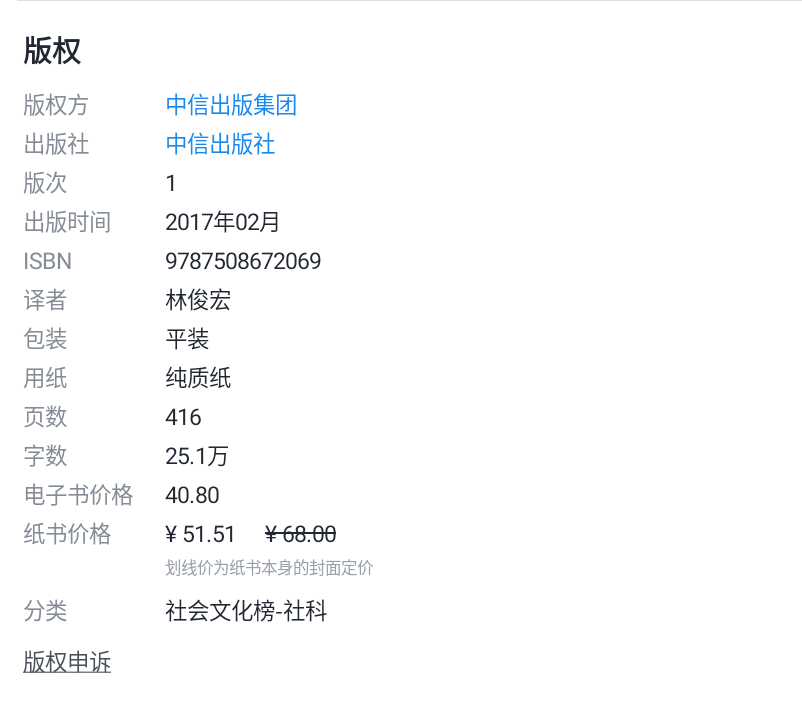 版权
版权方 中信出版集团
出版社 中信出版社
版次 1
出版时间 2017年02月
ISBN 9787508672069
译者 林俊宏
包装 平装
用纸 纯质纸
页数 416
字数 25.1万
电子书价格 40.80
纸书价格 ¥ 51.51 ¥ 68.00
划线价为纸书本身的封面定价
分类 社会文化榜-社科
版权申诉